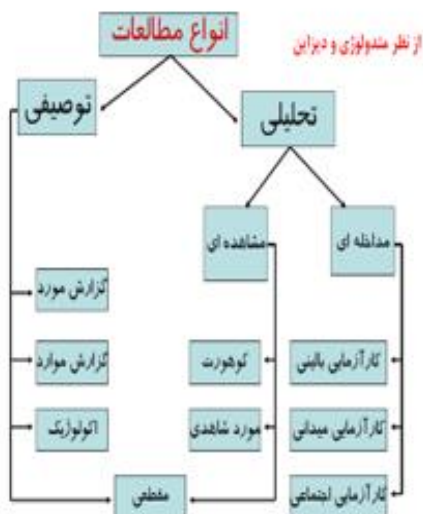 انواع مطالعات
از نظر متدولوژی و دیزاین
توصیفی
تحلیلی
مشاهده ای
مداخله ای
گزارش مورد
گزارش موارد
اکولوژیک
کوهورت
مورد شاهدی
مقطعی
کارآزمایی بالینی
کارآزمایی میدانی
کارآزمایی اجتماعی